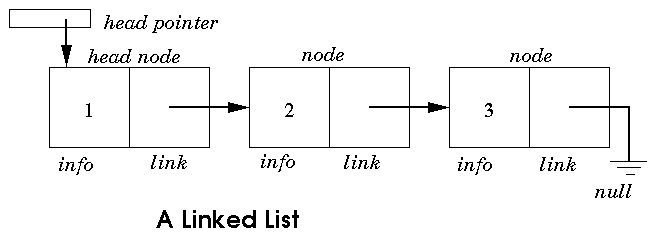 head pointer
head node
node
node
1
2
3
info
link
info
link
info
link
null
A Linked List